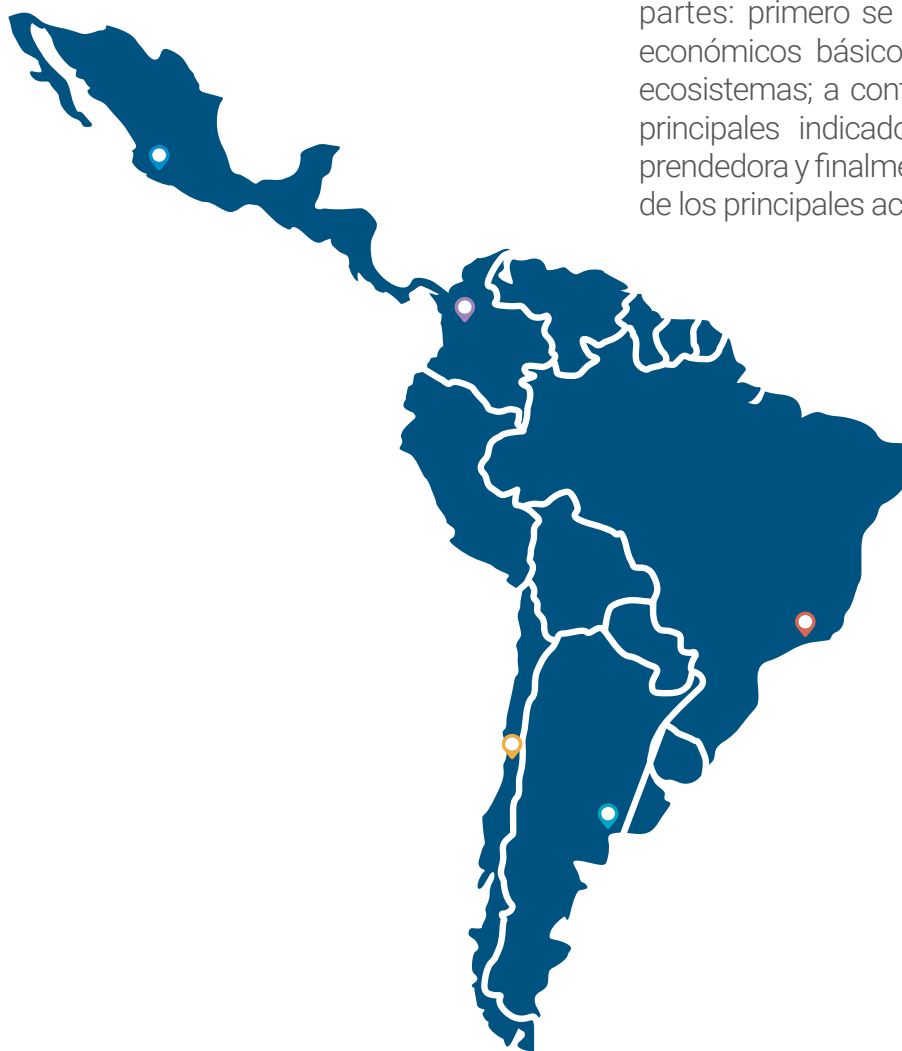 partes: primero se
económicos básico
ecosistemas; a con
principales indicado
prendedora y finalme
de los principales ac